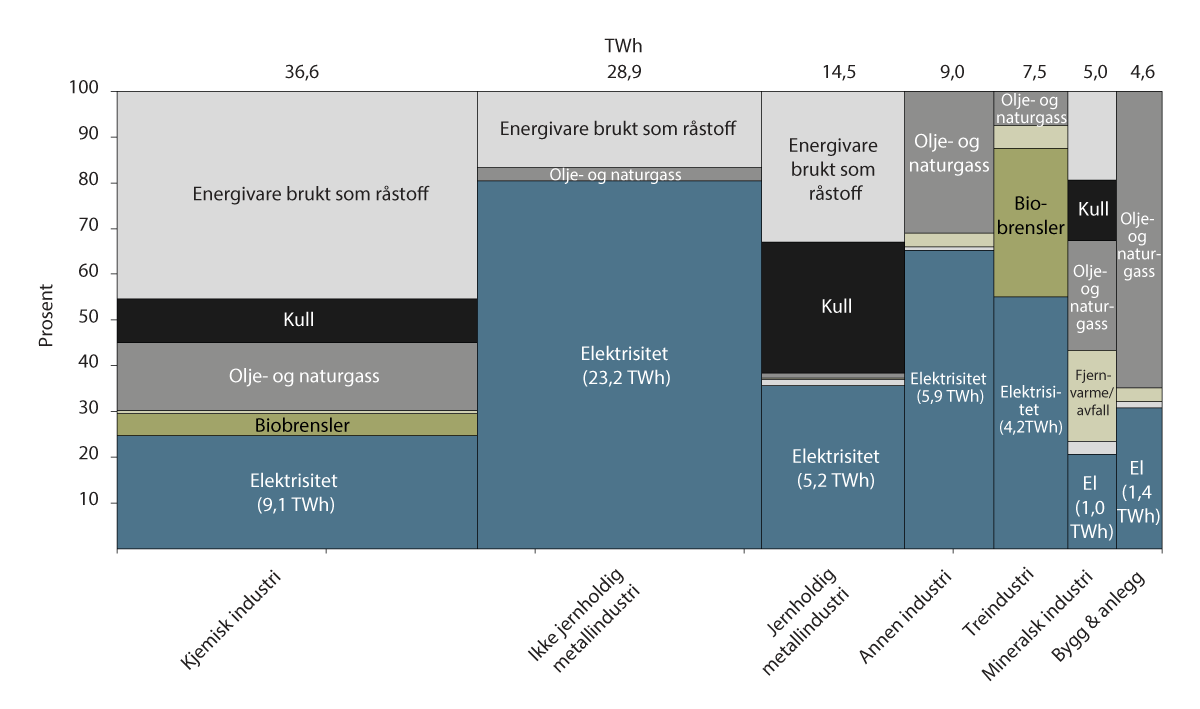 TWh
36,6
28,9
14,5
9,0
7,5
5,0
4,6
Prosent
100
90
80
70
60
50
40
30
20
10
Energivare brukt som råstoff
Kull
Olje- og naturgass
Biobrensler
Elektrisitet
(9,1 TWh)
Energivare brukt som råstoff
Olje- og naturgass
Elektrisitet
(23,2 TWh)
Energivare
brukt som
råstoff
Kull
Elektrisitet
(5,2 TWh)
Olje- og
naturgass
Elektrisitet
(5,9 TWh)
Olje- og
naturgass
Bio-
brensler
Elektrisi-
tet
(4,2TWh)
Kull
Olje-
og
natur-
gass
Fjern-
varme/
avfall
El
(1,0
TWh)
Olje-
og
natur-
gass
El
(1,4
TWh)
Kjemisk industri
Ikke jernholdig
metallindustri
Jernholdig
metallindustri
Annen industri
Treindustri
Mineralsk industri
Bygg & anlegg